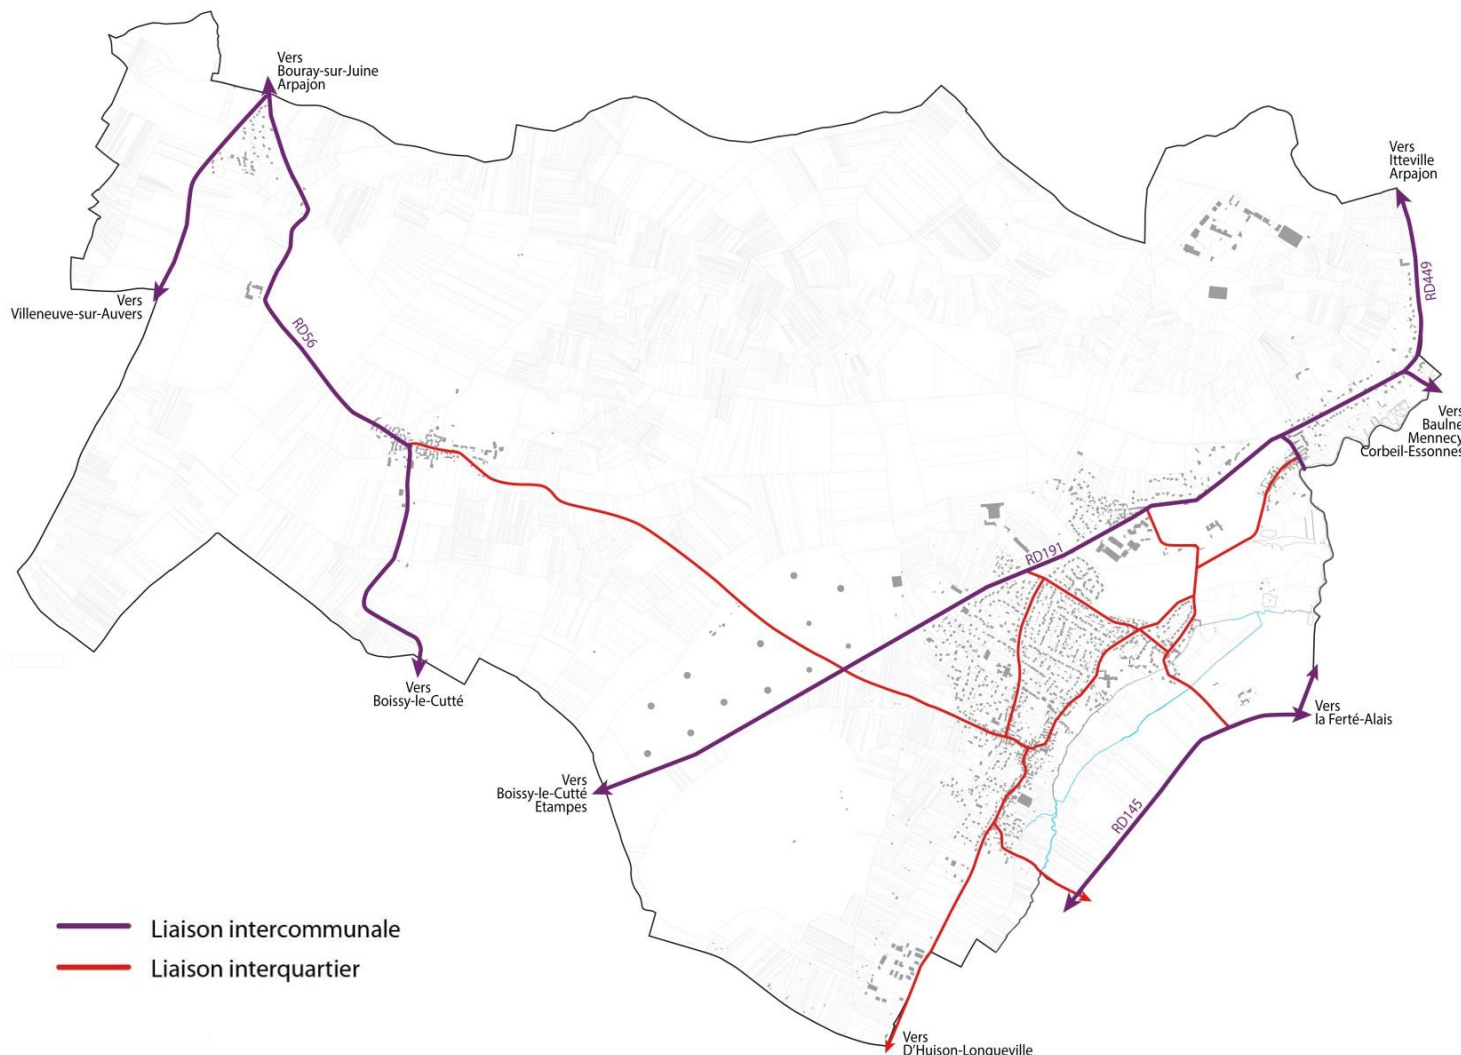 Vers
Bouray-sur-Juine
Arpajon
Vers
Itteville
Arpajon
RD449
Vers
Villeneuve-sur-Auvers
RD56
Vers
Baulne
Mennecy
Corbeil-Essonnes
RD191
Vers
Boissy-le-Cutté
Vers
la Ferté-Alais
Vers
Boissy-le-Cutté
Etampes
RD145
Liaison intercommunale
Liaison interquartier
Vers
D'Huison-Longueville